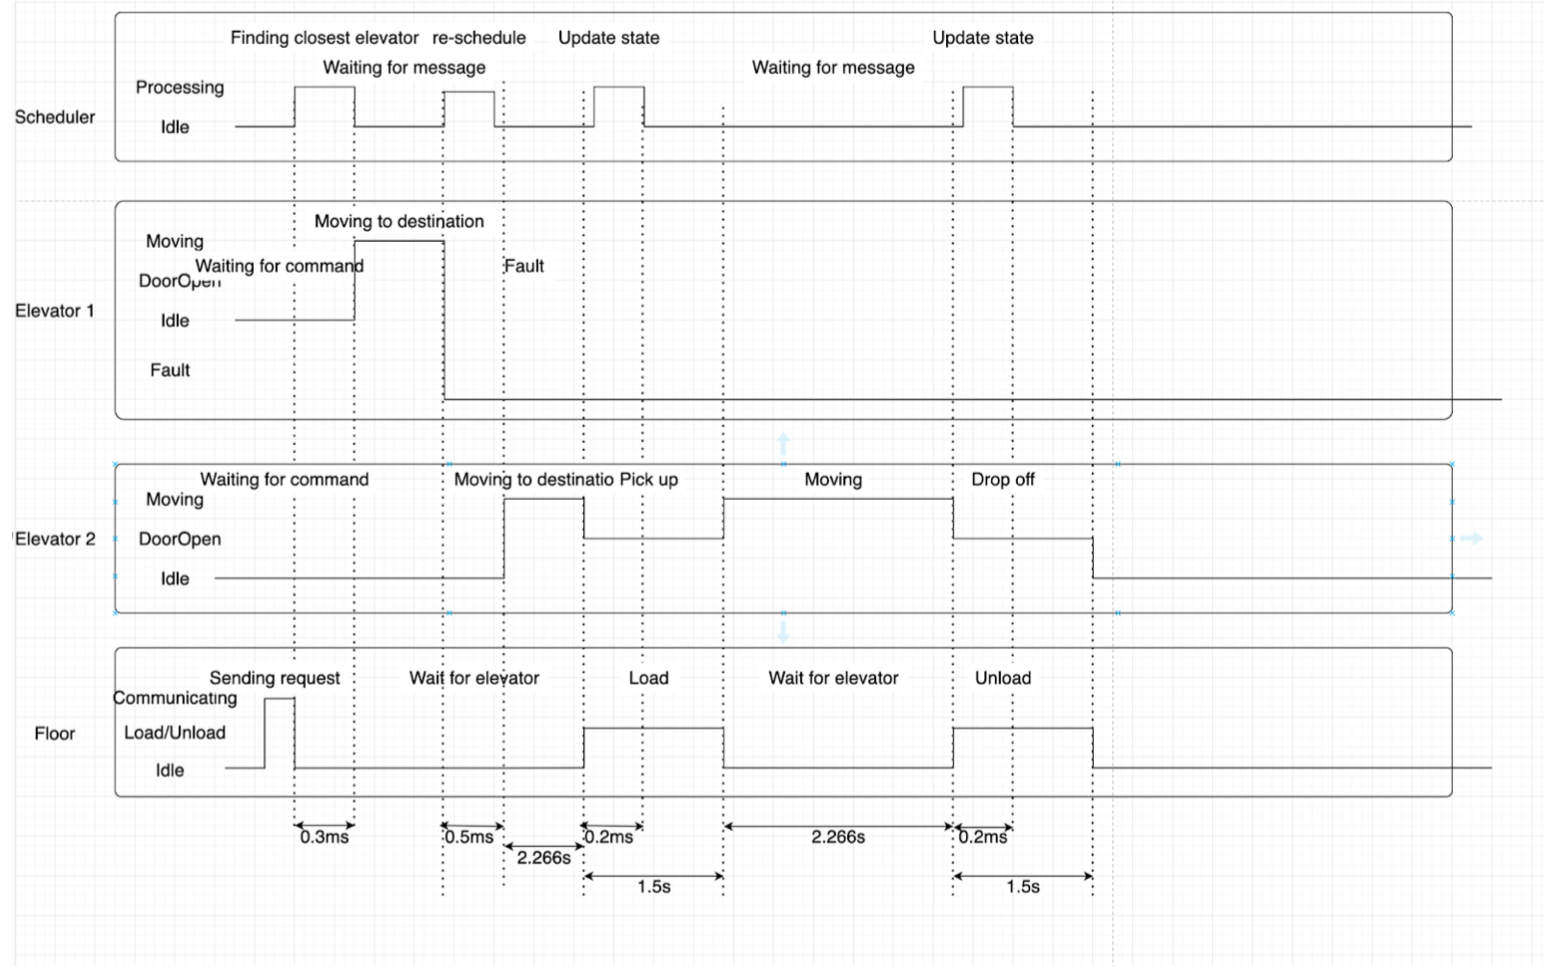 Finding closest elevator re-schedule Update state Update state
Waiting for message Waiting for message
Processing
Scheduler
Idle
Moving to destination
Moving
Waiting for command Fault
DoorOpen
Elevator 1
Idle
Fault
Waiting for command Moving to destinatio Pick up Moving Drop off
Moving
Elevator 2 DoorOpen
Idle
Sending request Wait for elevator Load Wait for elevator Unload
Communicating
Floor Load/Unload
Idle
0.3ms 0.5ms 0.2ms 2.266s 0.2ms
2.266s
1.5s 1.5s